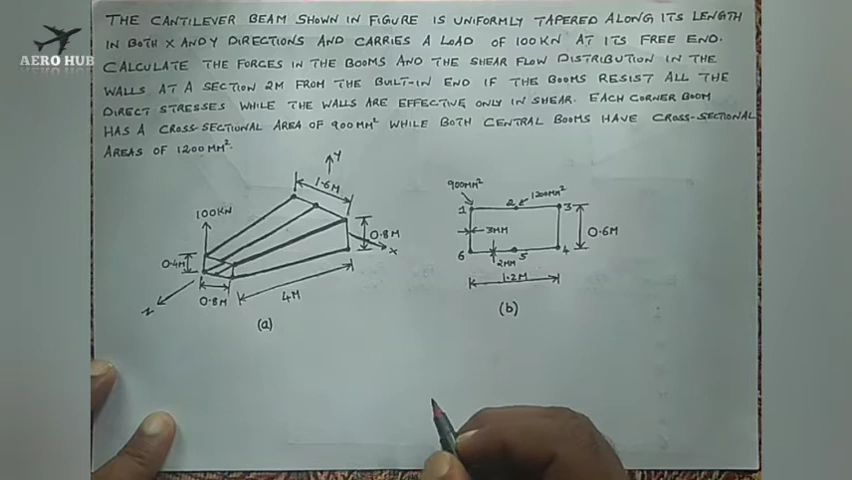 THE CANTILEVER BEAM SHOWN IN FIGURE IS UNIFORMLY TAPERED ALONG ITS LENGTH
IN BOTH X AND Y DIRECTIONS AND CARRIES A LOAD OF 100KN AT ITS FREE END.
AERO HUB
CALCULATE THE FORCES IN THE BOOMS AND THE SHEAR FLOW DISTRIBUTION IN THE
WALLS AT A SECTION 2M FROM THE BUILT-IN END IF THE BOOMS RESIST ALL THE
DIRECT STRESSES WHILE THE WALLS ARE EFFECTIVE ONLY IN SHEAR. EACH CORNER BOOM
HAS A CROSS-SECTIONAL AREA OF 900MM² WHILE BOTH CENTRAL BOOMS HAVE CROSS-SECTIONAL
AREAS OF 1200MM².
Y
1.6M
100KN
0.8M
X
0.4M
Z
0.8M
4M
(a)
900MM²
1200MM²
1
2
3
3MM
0.6M
6
5
4
2MM
1.2M
(b)